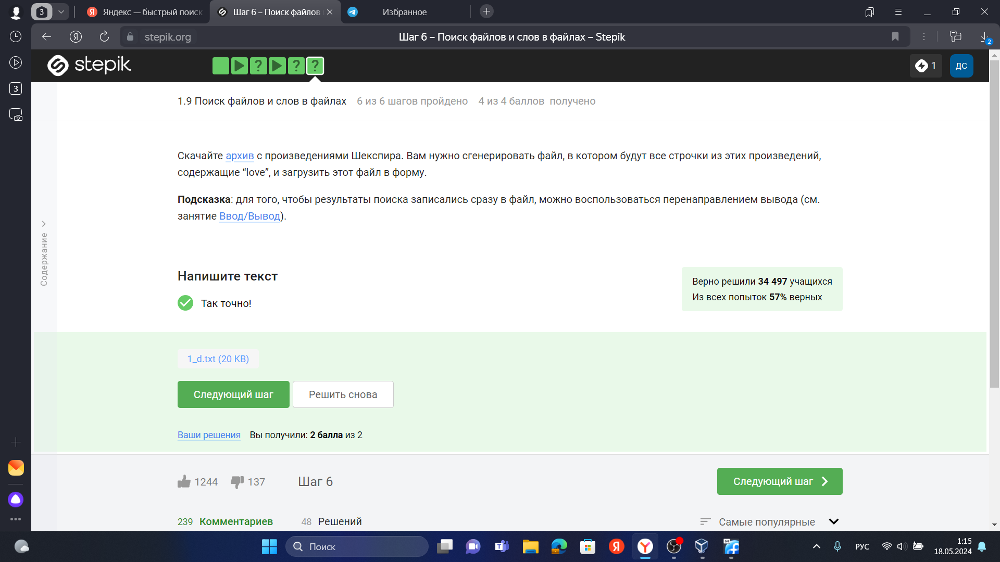 3
Яндекс — быстрый поиск
Шаг 6 – Поиск файлов
Избранное
stepik.org
Шаг 6 – Поиск файлов и слов в файлах – Stepik
2
3
stepik
? ? ?
1
ДС
1.9 Поиск файлов и слов в файлах 6 из 6 шагов пройдено 4 из 4 баллов получено
Содержание
Скачайте архив с произведениями Шекспира. Вам нужно сгенерировать файл, в котором будут все строчки из этих произведений,
содержащие “love”, и загрузить этот файл в форму.
Подсказка: для того, чтобы результаты поиска записались сразу в файл, можно воспользоваться перенаправлением вывода (см.
занятие Ввод/Вывод).
Напишите текст
Так точно!
Верно решили 34 497 учащихся
Из всех попыток 57% верных
1_d.txt (20 KB)
Следующий шаг
Решить снова
Ваши решения Вы получили: 2 балла из 2
1244
137
Шаг 6
Следующий шаг
239 Комментариев
48 Решений
Самые популярные
Поиск
РУС
1:15
18.05.2024